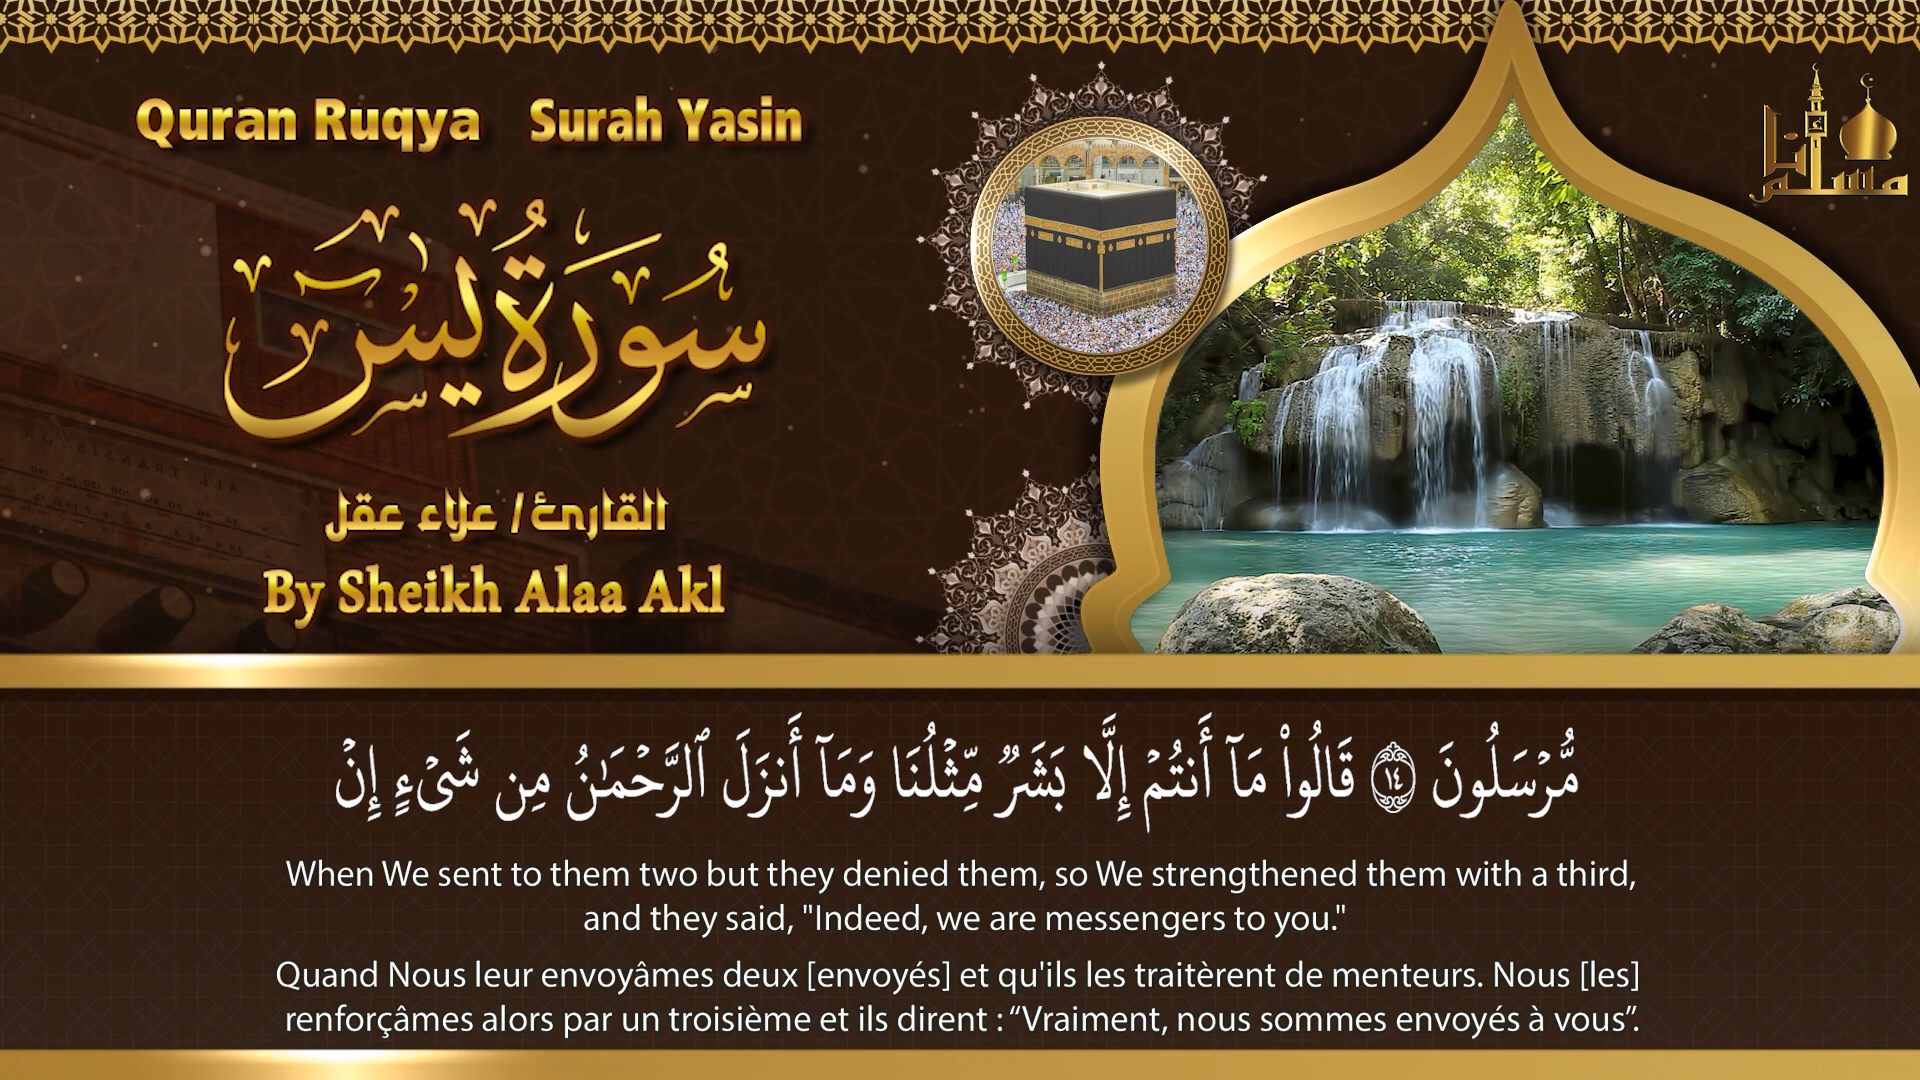 Quran Ruqya Surah Yasin
أنا مسلم
سُورَةُ يسٓ
القارئ / علاء عقل
By Sheikh Alaa Akl
مُّرۡسَلُونَ ١٤ قَالُواْ مَآ أَنتُمۡ إِلَّا بَشَرٞ مِّثۡلُنَا وَمَآ أَنزَلَ ٱلرَّحۡمَٰنُ مِن شَيۡءٍ إِنۡ
When We sent to them two but they denied them, so We strengthened them with a third,
and they said, "Indeed, we are messengers to you."
Quand Nous leur envoyâmes deux [envoyés] et qu'ils les traitèrent de menteurs. Nous [les]
renforçâmes alors par un troisième et ils dirent : “Vraiment, nous sommes envoyés à vous”.